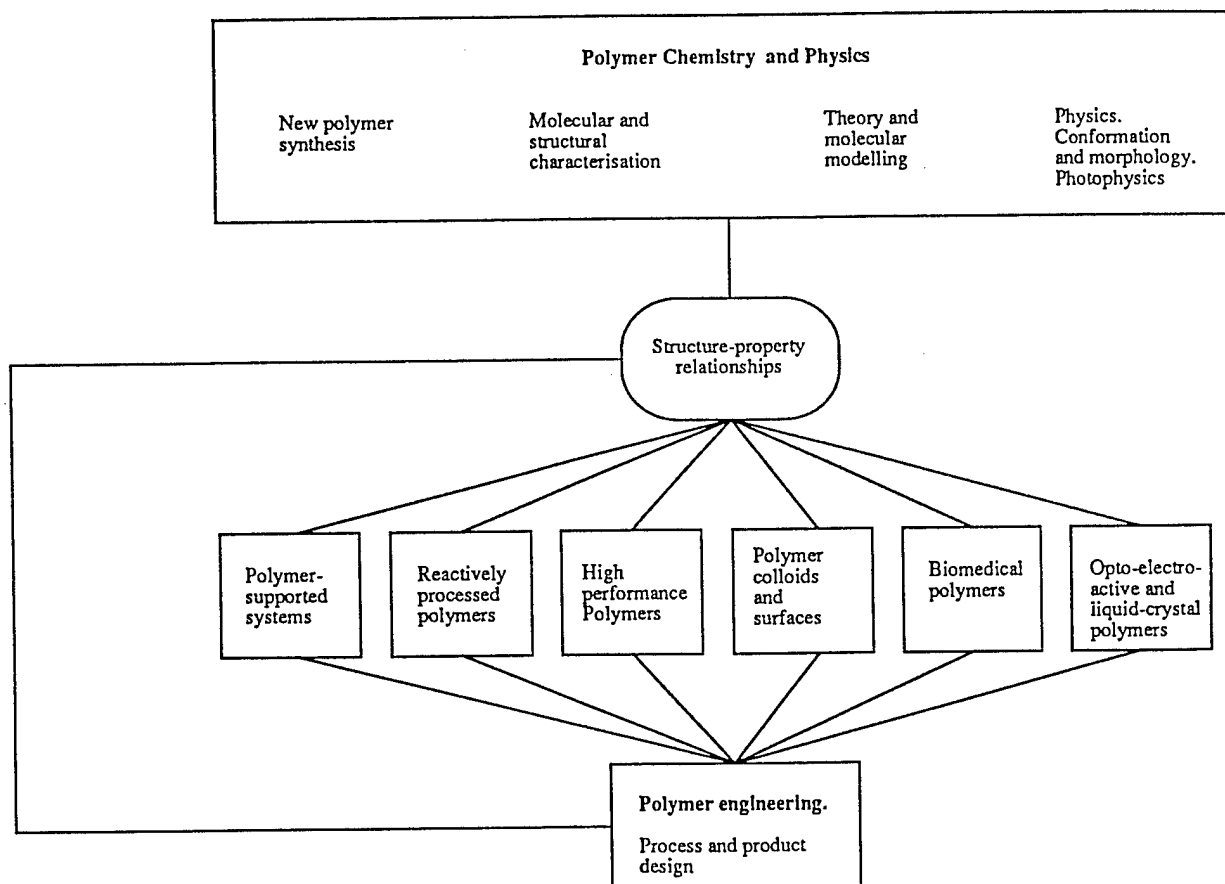 Polymer Chemistry and Physics
New polymer
synthesis
Molecular and
structural
characterisation
Theory and
molecular
modelling
Physics.
Conformation
and morphology.
Photophysics
Structure-property
relationships
Polymer-
supported
systems
Reactively
processed
polymers
High
performance
Polymers
Polymer
colloids
and
surfaces
Biomedical
polymers
Opto-electro-
active and
liquid-crystal
polymers
Polymer engineering.
Process and product
design